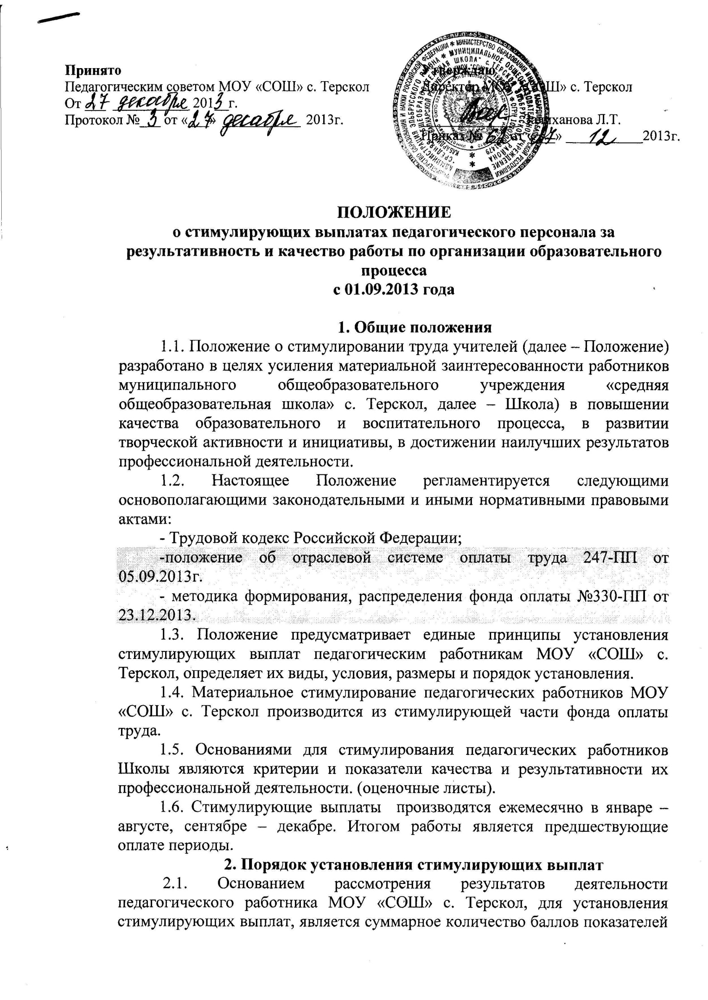 Принято
Педагогическим советом МОУ «СОШ» с. Терскол
От 27 декабря 2013 г.
Протокол № 3 от «27» декабря 2013г.
Утверждаю
Директор МОУ «СОШ» с. Терскол
Залиханова Л.Т.
Приказ № от «27» 12 2013г.
ПОЛОЖЕНИЕ
о стимулирующих выплатах педагогического персонала за
результативность и качество работы по организации образовательного
процесса
с 01.09.2013 года
1. Общие положения
1.1. Положение о стимулировании труда учителей (далее – Положение)
разработано в целях усиления материальной заинтересованности работников
муниципального общеобразовательного учреждения «средняя
общеобразовательная школа» с. Терскол, далее – Школа) в повышении
качества образовательного и воспитательного процесса, в развитии
творческой активности и инициативы, в достижении наилучших результатов
профессиональной деятельности.
1.2. Настоящее Положение регламентируется следующими
основополагающими законодательными и иными нормативными правовыми
актами:
- Трудовой кодекс Российской Федерации;
-положение об отраслевой системе оплаты труда 247-ПП от
05.09.2013г.
- методика формирования, распределения фонда оплаты №330-ПП от
23.12.2013.
1.3. Положение предусматривает единые принципы установления
стимулирующих выплат педагогическим работникам МОУ «СОШ» с.
Терскол, определяет их виды, условия, размеры и порядок установления.
1.4. Материальное стимулирование педагогических работников МОУ
«СОШ» с. Терскол производится из стимулирующей части фонда оплаты
труда.
1.5. Основаниями для стимулирования педагогических работников
Школы являются критерии и показатели качества и результативности их
профессиональной деятельности. (оценочные листы).
1.6. Стимулирующие выплаты производятся ежемесячно в январе –
августе, сентябре – декабре. Итогом работы является предшествующие
оплате периоды.
2. Порядок установления стимулирующих выплат
2.1. Основанием рассмотрения результатов деятельности
педагогического работника МОУ «СОШ» с. Терскол, для установления
стимулирующих выплат, является суммарное количество баллов показателей